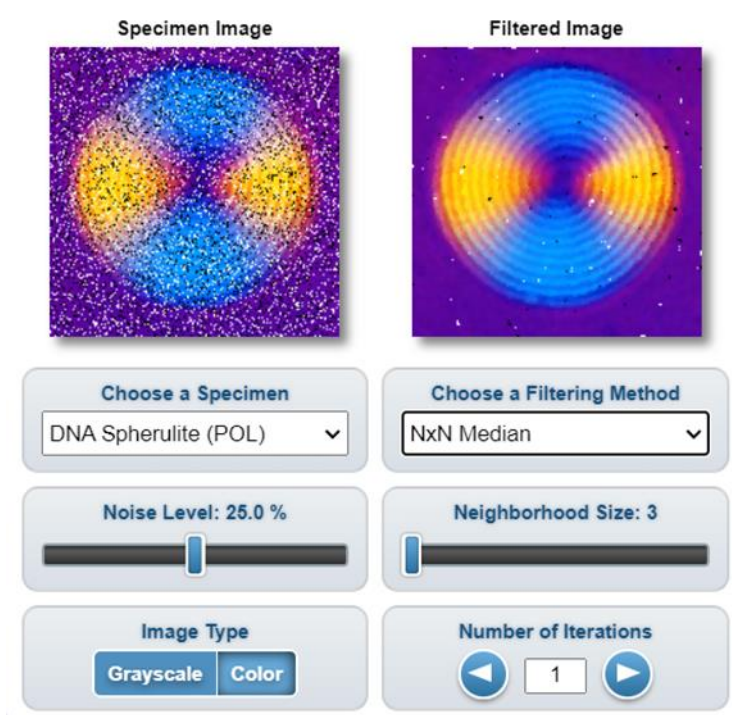 Specimen Image
Filtered Image
Choose a Specimen
DNA Spherulite (POL)
Choose a Filtering Method
NxN Median
Noise Level: 25.0 %
Neighborhood Size: 3
Image Type
Grayscale Color
Number of Iterations
1